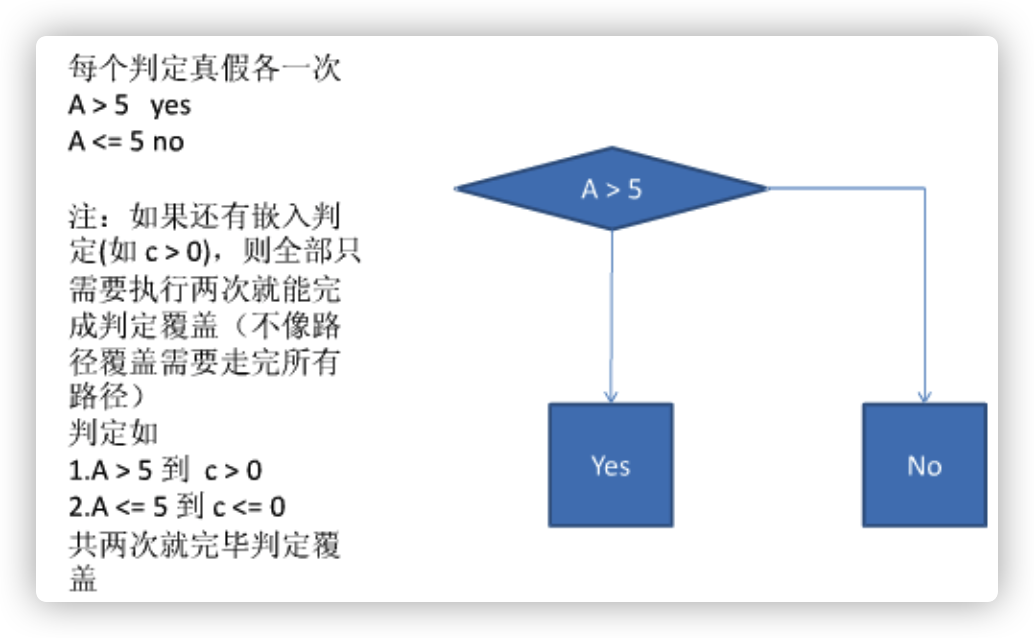 每个判定真假各一次
A > 5   yes
A <= 5 no
注：如果还有嵌入判
定(如 c > 0)，则全部只
需要执行两次就能完
成判定覆盖（不像路
径覆盖需要走完所有
路径）
判定如
1.A > 5 到  c > 0
2.A <= 5 到 c <= 0
共两次就完毕判定覆
盖
A > 5
Yes
No